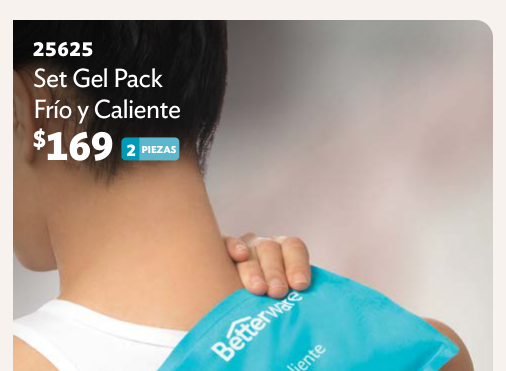 25625
Set Gel Pack
Frío y Caliente
$169 2 PIEZAS
Betterware
liente